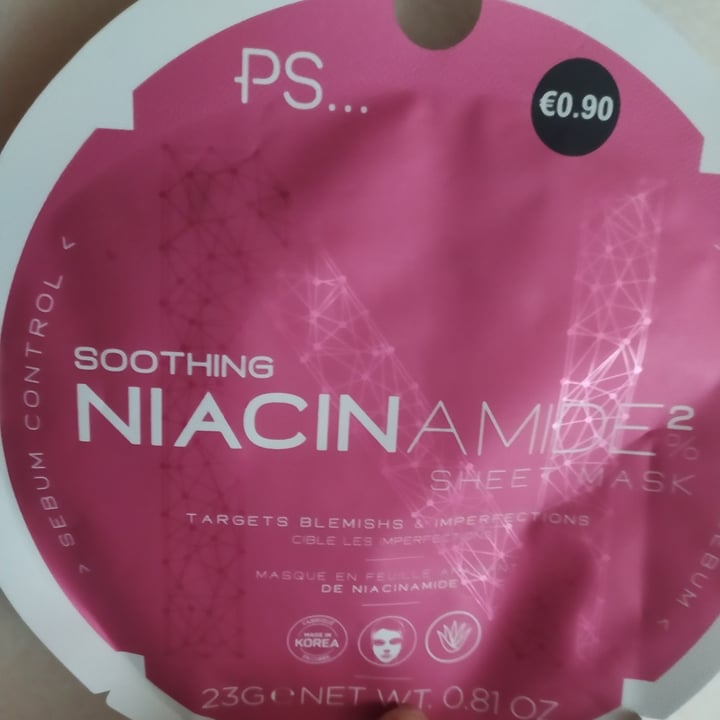 PS...
€0.90
SOOTHING
NIACINAMIDE 2%
SHEET MASK
TARGETS BLEMISHS & IMPERFECTIONS
CIBLE LES IMPERFECTIONS
MASQUE EN FEUILLE
DE NIACINAMIDE
SEBUM CONTROL
SEBUM
MADE IN
KOREA
23G e NET WT. 0.81 OZ